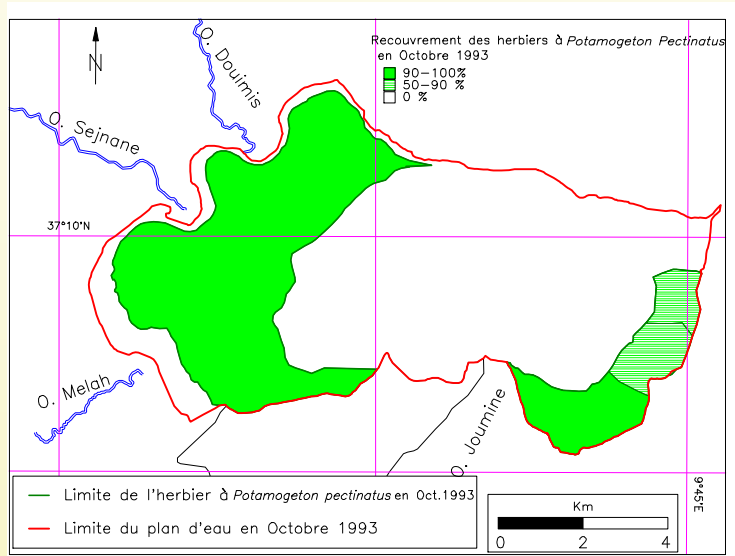 Recouvrement des herbiers à Potamogeton Pectinatus
en Octobre 1993
90-100%
50-90 %
0 %
N
O. Douimis
O. Sejnane
37°10'N
O. Melah
O. Joumine
9°45'E
Limite de l'herbier à Potamogeton pectinatus en Oct.1993
Limite du plan d'eau en Octobre 1993
Km
0 2 4